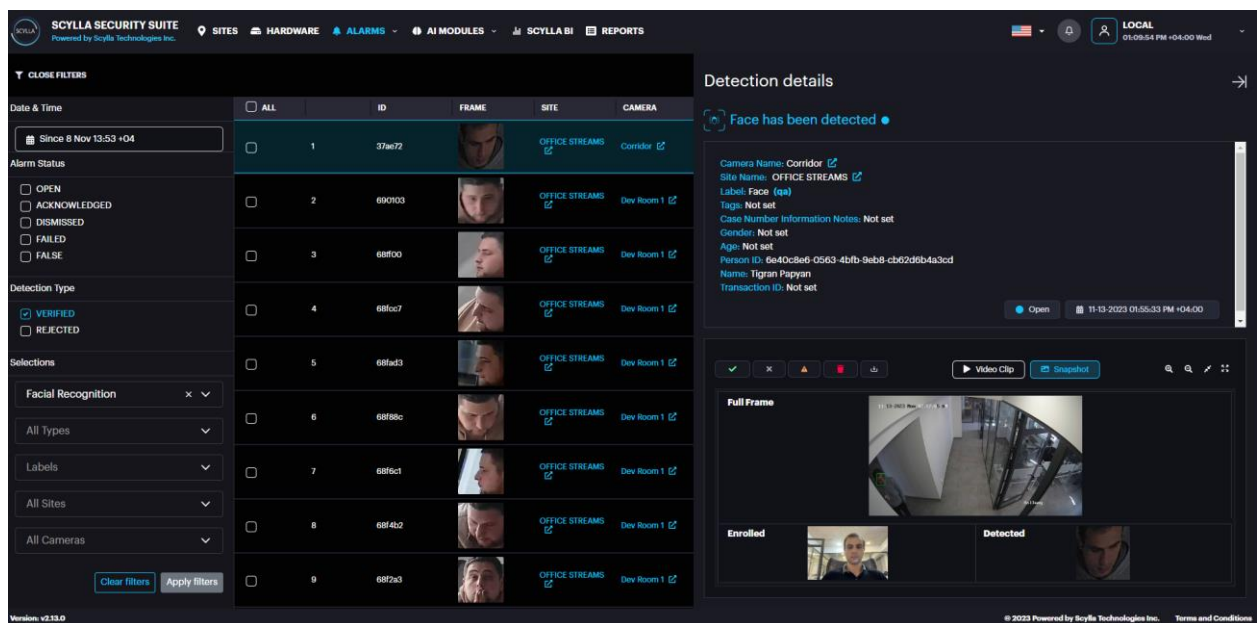 SCYLLA
SCYLLA SECURITY SUITE
Powered by Scylla Technologies Inc.
SITES HARDWARE ALARMS AI MODULES SCYLLA BI REPORTS
LOCAL
01:09:54 PM +04:00 Wed
CLOSE FILTERS
Date & Time
Since 8 Nov 13:53 +04
Alarm Status
OPEN
ACKNOWLEDGED
DISMISSED
FAILED
FALSE
Detection Type
VERIFIED
REJECTED
Selections
Facial Recognition
All Types
Labels
All Sites
All Cameras
Clear filters Apply filters
ALL ID FRAME SITE CAMERA
1 37ae72 OFFICE STREAMS Corridor
2 690103 OFFICE STREAMS Dev Room 1
3 68ff00 OFFICE STREAMS Dev Room 1
4 68fcc7 OFFICE STREAMS Dev Room 1
5 68fad3 OFFICE STREAMS Dev Room 1
6 68f88c OFFICE STREAMS Dev Room 1
7 68f6c1 OFFICE STREAMS Dev Room 1
8 68f4b2 OFFICE STREAMS Dev Room 1
9 68f2a3 OFFICE STREAMS Dev Room 1
Detection details
Face has been detected
Camera Name: Corridor
Site Name: OFFICE STREAMS
Label: Face (qa)
Tags: Not set
Case Number Information Notes: Not set
Gender: Not set
Age: Not set
Person ID: 6e40c8e6-0563-4bfb-9eb8-cb62d6b4a3cd
Name: Tigran Papyan
Transaction ID: Not set
Open 11-13-2023 01:55:33 PM +04:00
Video Clip Snapshot
Full Frame
Enrolled
Detected
Version: v2.13.0
© 2023 Powered by Scylla Technologies Inc. Terms and Conditions